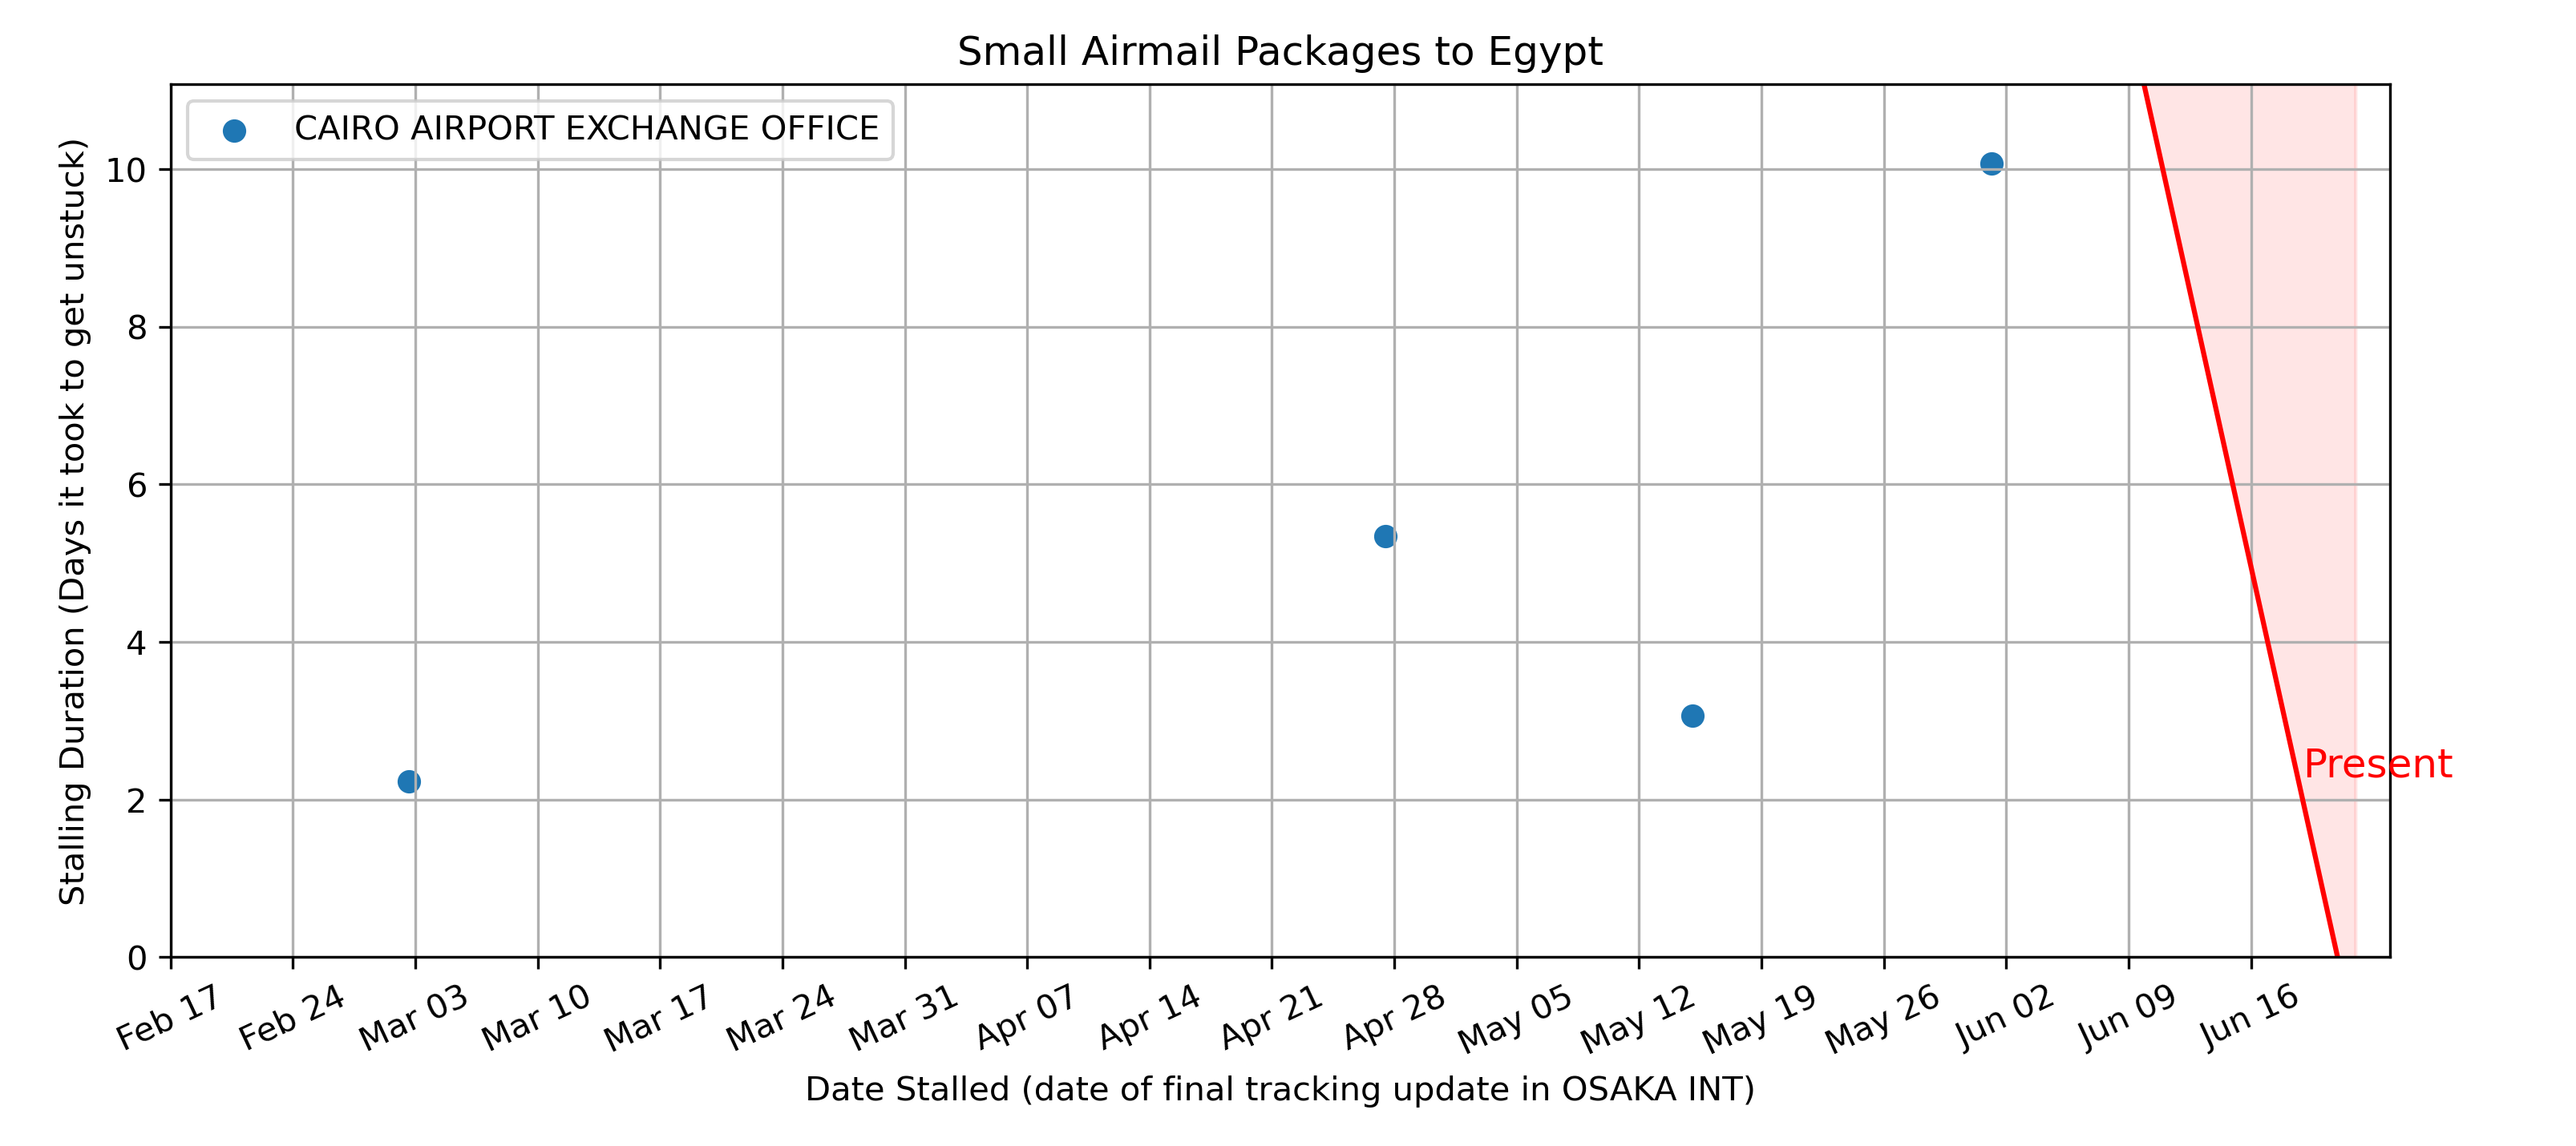 Small Airmail Packages to Egypt
CAIRO AIRPORT EXCHANGE OFFICE
Stalling Duration (Days it took to get unstuck)
10
8
6
4
2
0
Present
Feb 17
Feb 24
Mar 03
Mar 10
Mar 17
Mar 24
Mar 31
Apr 07
Apr 14
Apr 21
Apr 28
May 05
May 12
May 19
May 26
Jun 02
Jun 09
Jun 16
Date Stalled (date of final tracking update in OSAKA INT)